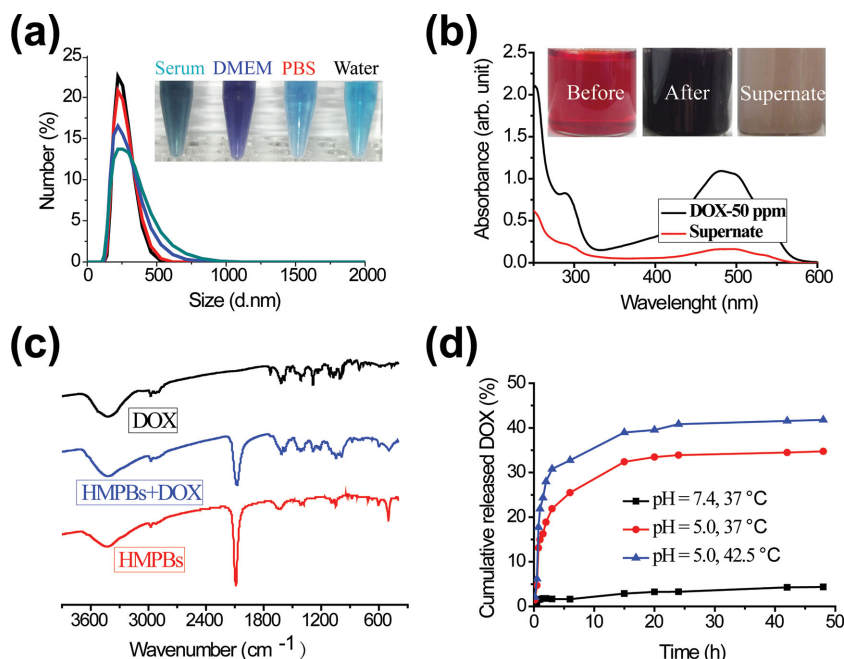 (a)
25
20
15
10
5
0
Number (%)
Serum DMEM PBS Water
0 500 1000 1500 2000
Size (d.nm)
(b)
2.5
2.0
1.5
1.0
0.5
0.0
Absorbance (arb. unit)
Before After Supernate
DOX-50 ppm
Supernate
300 400 500 600
Wavelenght (nm)
(c)
DOX
HMPBs+DOX
HMPBs
3600 3000 2400 1800 1200 600
Wavenumber (cm -1)
(d)
50
40
30
20
10
0
Cumulative released DOX (%)
pH = 7.4, 37 °C
pH = 5.0, 37 °C
pH = 5.0, 42.5 °C
0 10 20 30 40 50
Time (h)